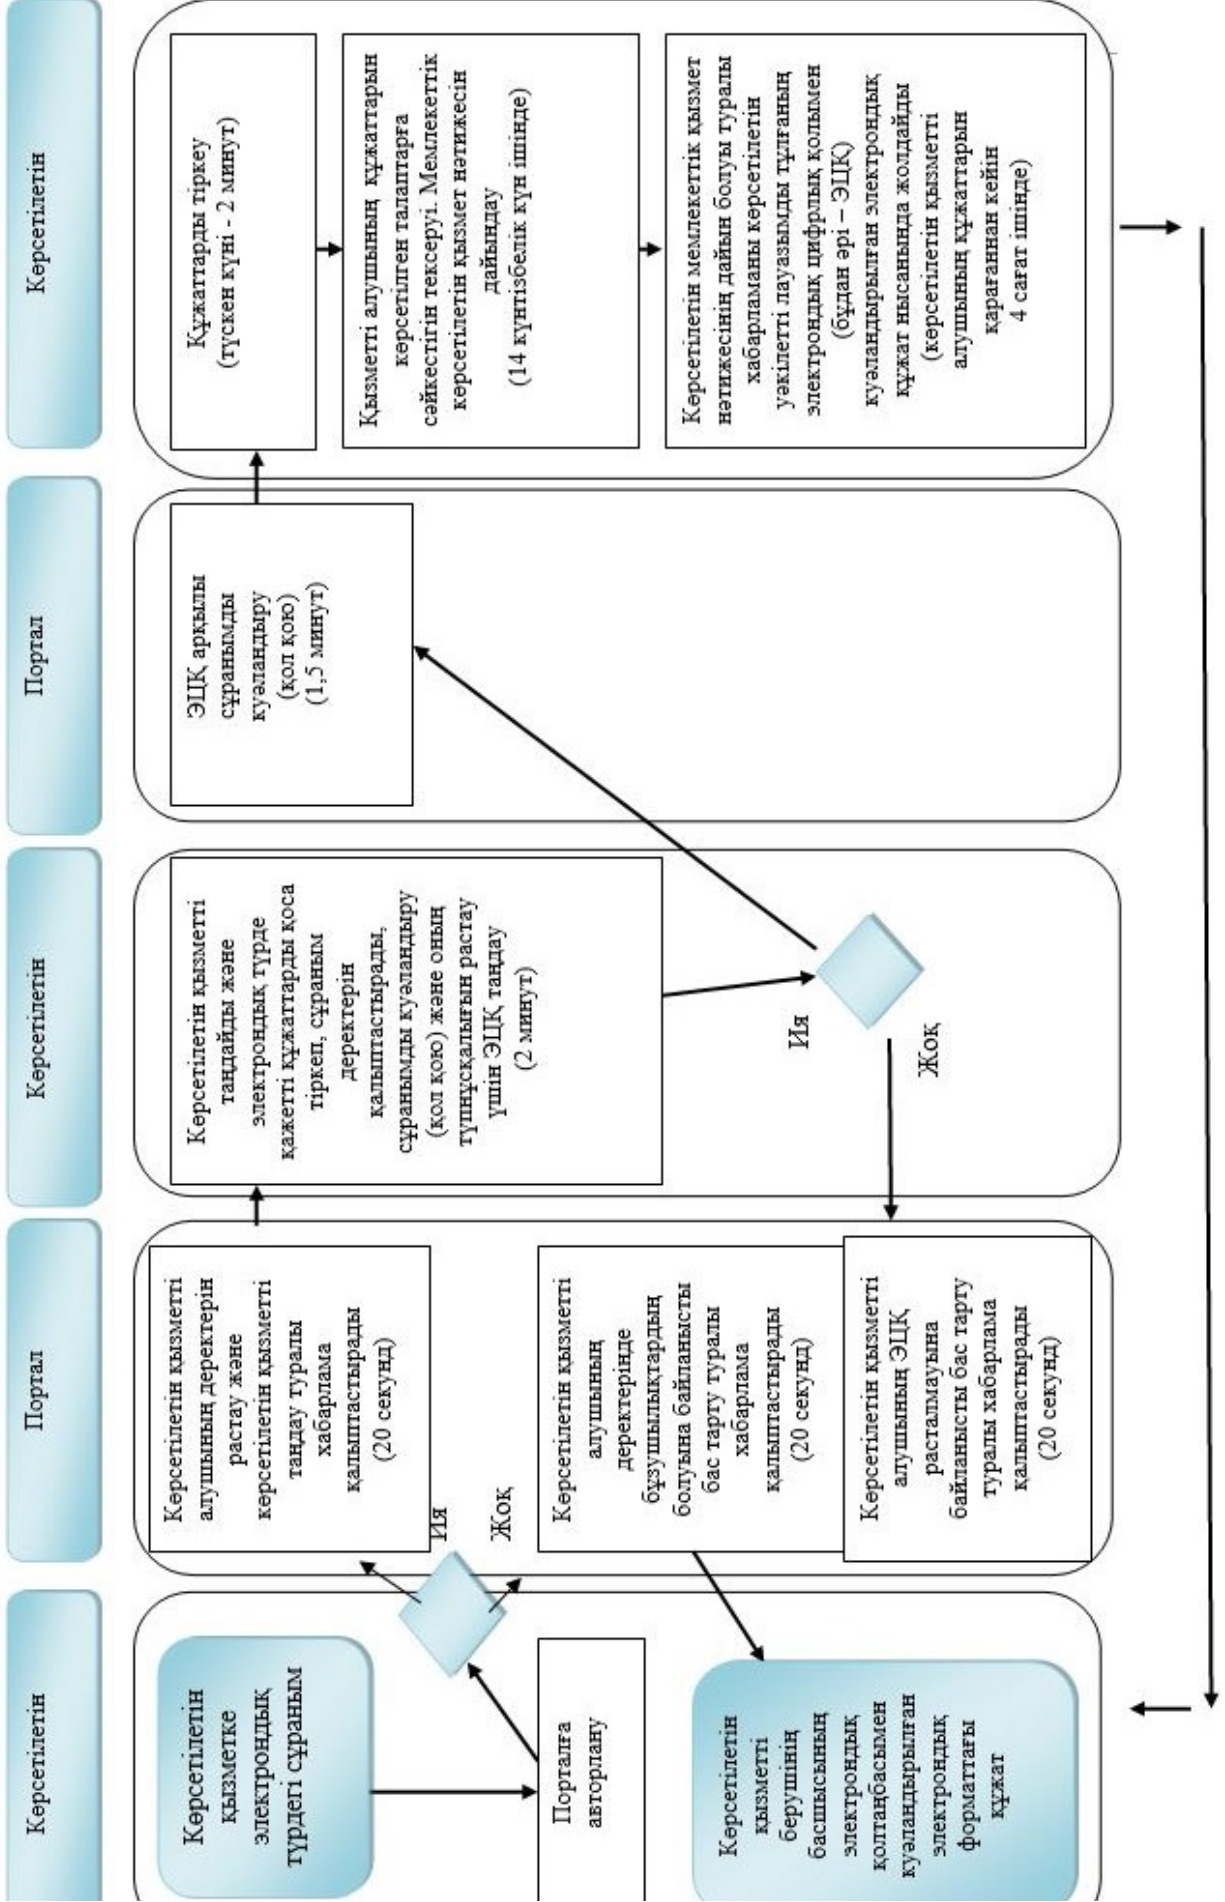 Көрсетілетін
Портал
Көрсетілетін
Портал
Көрсетілетін
Көрсетілетін
қызметке
электрондық
түрдегі сұраным
Порталға
авторлану
Көрсетілетін
қызметті
берушінің
басшысының
электрондық
қолтаңбасымен
куәландырылған
электрондық
форматтағы
құжат
Ия
Жоқ
Көрсетілетін қызметті
алушының деректерін
растау және
көрсетілетін қызметті
таңдау туралы
хабарлама
қалыптастырады
(20 секунд)
Көрсетілетін қызметті
алушының
деректерінде
бұзушылықтардың
болуына байланысты
бас тарту туралы
хабарлама
қалыптастырады
(20 секунд)
Көрсетілетін қызметті
алушының ЭЦҚ
расталмауына
байланысты бас тарту
туралы хабарлама
қалыптастырады
(20 секунд)
Көрсетілетін қызметті
таңдайды және
электрондық түрде
қажетті құжаттарды қоса
тіркеп, сұраным
деректерін
қалыптастырады,
сұранымды куәландыру
(қол қою) және оның
түпнұсқалығын растау
үшін ЭЦҚ таңдау
(2 минут)
Ия
Жоқ
ЭЦҚ арқылы
сұранымды
куәландыру
(қол қою)
(1,5 минут)
Құжаттарды тіркеу
(түскен күні - 2 минут)
Қызметті алушының құжаттарын
көрсетілген талаптарға
сәйкестігін тексеруі. Мемлекеттік
көрсетілетін қызмет нәтижесін
дайындау
(14 күнтізбелік күн ішінде)
Көрсетілетін мемлекеттік қызмет
нәтижесінің дайын болуы туралы
хабарламаны көрсетілетін
уәкілетті лауазымды тұлғаның
электрондық цифрлық қолымен
(бұдан әрі – ЭЦҚ)
куәландырылған электрондық
құжат нысанында жолдайды
(көрсетілетін қызметті
алушының құжаттарын
қарағаннан кейін
4 сағат ішінде)